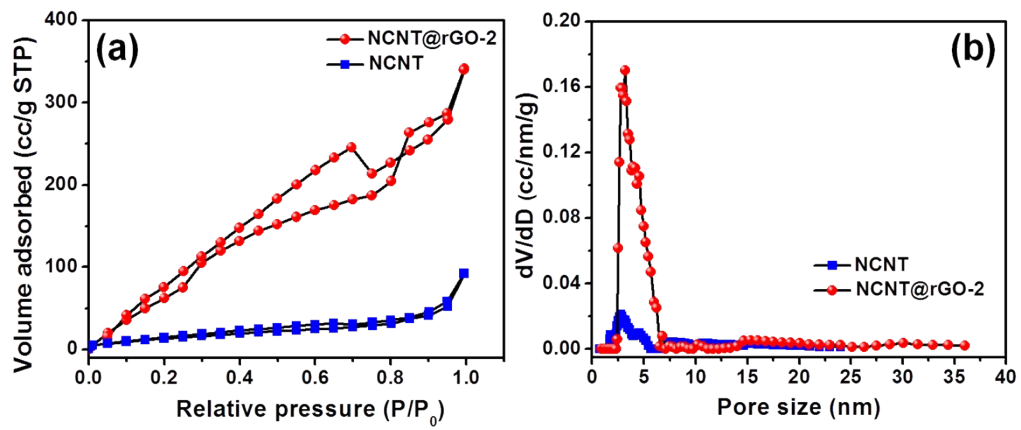 (a)
NCNT@rGO-2
NCNT
Volume adsorbed (cc/g STP)
400
300
200
100
0
0.0 0.2 0.4 0.6 0.8 1.0
Relative pressure (P/P₀)
(b)
NCNT
NCNT@rGO-2
dV/dD (cc/nm/g)
0.16
0.12
0.08
0.04
0.00
0 5 10 15 20 25 30 35 40
Pore size (nm)